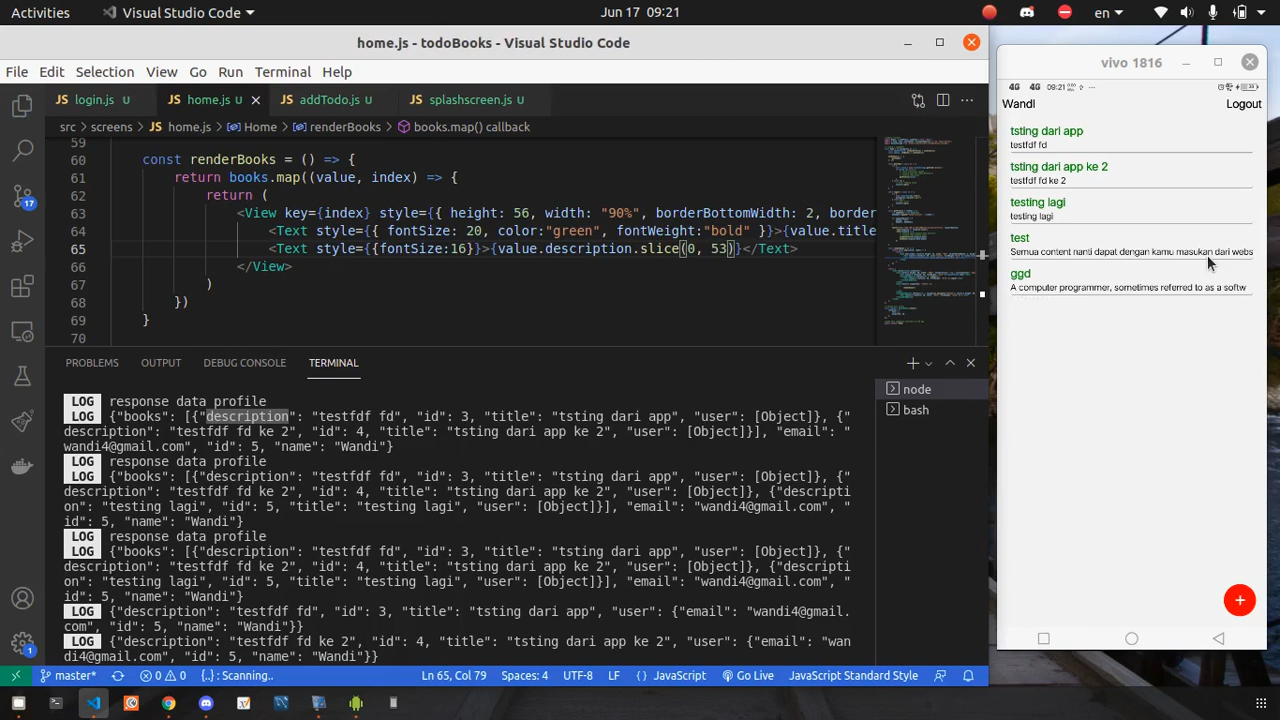 Activities
Visual Studio Code
Jun 17 09:21
en
home.js - todoBooks - Visual Studio Code
File Edit Selection View Go Run Terminal Help
JS login.js
JS home.js
JS addTodo.js
JS splashscreen.js
src > screens > JS home.js > Home > renderBooks > books.map() callback
59
60 const renderBooks = () => {
61 return books.map((value, index) => {
62 return (
63 <View key={index} style={{ height: 56, width: "90%", borderBottomWidth: 2, border
64 <Text style={{ fontSize: 20, color:"green", fontWeight:"bold" }}>{value.title
65 <Text style={{fontSize:16}}>{value.description.slice(0, 53)}</Text>
66 </View>
67 )
68 })
69 }
70
PROBLEMS OUTPUT DEBUG CONSOLE TERMINAL
node
bash
LOG response data profile
LOG {"books": [{"description": "testfdf fd", "id": 3, "title": "tsting dari app", "user": [Object]}, {"
description": "testfdf fd ke 2", "id": 4, "title": "tsting dari app ke 2", "user": [Object]}], "email": "
wandi4@gmail.com", "id": 5, "name": "Wandi"}
LOG response data profile
LOG {"books": [{"description": "testfdf fd", "id": 3, "title": "tsting dari app", "user": [Object]}, {"
description": "testfdf fd ke 2", "id": 4, "title": "tsting dari app ke 2", "user": [Object]}, {"descripti
on": "testing lagi", "id": 5, "title": "testing lagi", "user": [Object]}], "email": "wandi4@gmail.com", "
id": 5, "name": "Wandi"}
LOG response data profile
LOG {"books": [{"description": "testfdf fd", "id": 3, "title": "tsting dari app", "user": [Object]}, {"
description": "testfdf fd ke 2", "id": 4, "title": "tsting dari app ke 2", "user": [Object]}, {"descripti
on": "testing lagi", "id": 5, "title": "testing lagi", "user": [Object]}], "email": "wandi4@gmail.com", "
id": 5, "name": "Wandi"}
LOG {"description": "testfdf fd", "id": 3, "title": "tsting dari app", "user": {"email": "wandi4@gmail.
com", "id": 5, "name": "Wandi"}}
LOG {"description": "testfdf fd ke 2", "id": 4, "title": "tsting dari app ke 2", "user": {"email": "wan
di4@gmail.com", "id": 5, "name": "Wandi"}}
17
1
master*
0 0
{..} : Scanning..
Ln 65, Col 79 Spaces: 4 UTF-8 LF JavaScript Go Live JavaScript Standard Style
vivo 1816
4G 4G 09:21
Wandi
Logout
tsting dari app
testfdf fd
tsting dari app ke 2
testfdf fd ke 2
testing lagi
testing lagi
test
Semua content nanti dapat dengan kamu masukan dari webs
ggd
A computer programmer, sometimes referred to as a softw
+